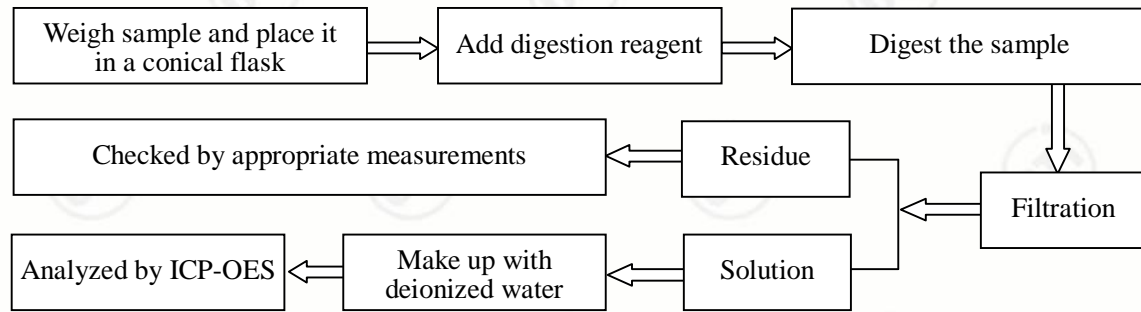 Weigh sample and place it
in a conical flask
Add digestion reagent
Digest the sample
Filtration
Residue
Checked by appropriate measurements
Solution
Make up with
deionized water
Analyzed by ICP-OES